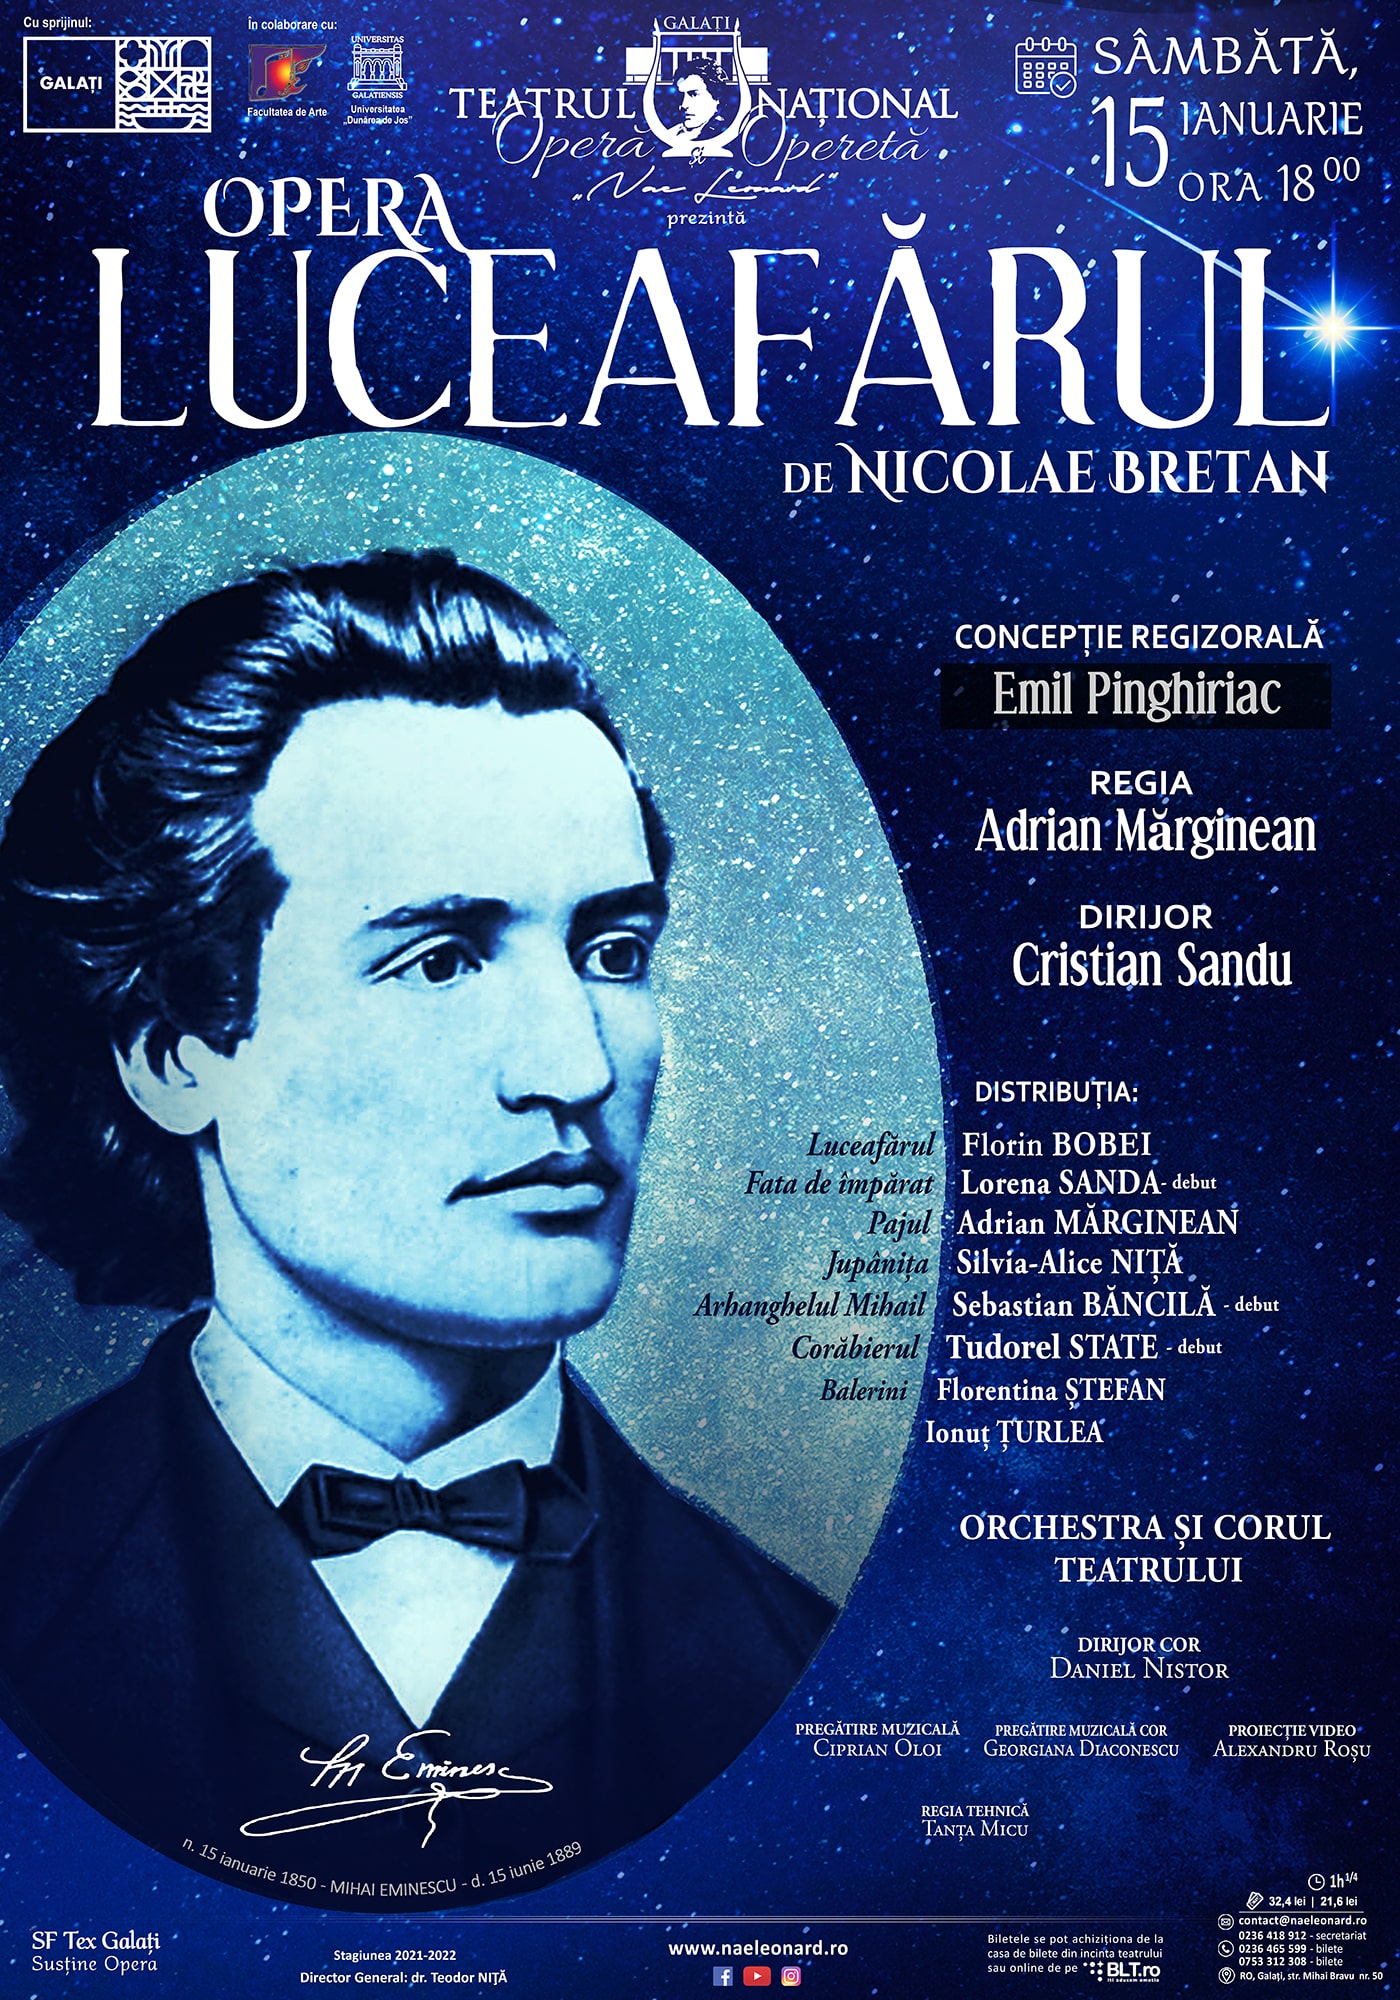 Cu sprijinul:
GALAȚI
În colaborare cu:
Facultatea de Arte
UNIVERSITAS
GALATIENSIS
Universitatea
„Dunărea de Jos"
GALAȚI
TEATRUL NAȚIONAL
Operă și Operetă
„Nae Leonard"
prezintă
SÂMBĂTĂ,
15 IANUARIE
ORA 18 00
OPERA
LUCEAFĂRUL
DE NICOLAE BRETAN
CONCEPȚIE REGIZORALĂ
Emil Pinghiriac
REGIA
Adrian Mărginean
DIRIJOR
Cristian Sandu
DISTRIBUȚIA:
Luceafărul Florin BOBEI
Fata de împărat Lorena SANDA - debut
Pajul Adrian MĂRGINEAN
Jupânița Silvia-Alice NIȚĂ
Arhanghelul Mihail Sebastian BĂNCILĂ - debut
Corăbierul Tudorel STATE - debut
Balerini Florentina ȘTEFAN
Ionuț ȚURLEA
ORCHESTRA ȘI CORUL
TEATRULUI
DIRIJOR COR
DANIEL NISTOR
PREGĂTIRE MUZICALĂ
CIPRIAN OLOI
PREGĂTIRE MUZICALĂ COR
GEORGIANA DIACONESCU
PROIECȚIE VIDEO
ALEXANDRU ROȘU
REGIA TEHNICĂ
TANȚA MICU
M Eminescu
n. 15 ianuarie 1850 - MIHAI EMINESCU - d. 15 iunie 1889
SF Tex Galați
Susține Opera
Stagiunea 2021-2022
Director General: dr. Teodor NIȚĂ
www.naeleonard.ro
Biletele se pot achiziționa de la
casa de bilete din incinta teatrului
sau online de pe BLT.ro
îți aducem emoția
1h 1/4
32,4 lei | 21,6 lei
contact@naeleonard.ro
0236 418 912 - secretariat
0236 465 599 - bilete
0753 312 308 - bilete
RO, Galați, str. Mihai Bravu nr. 50